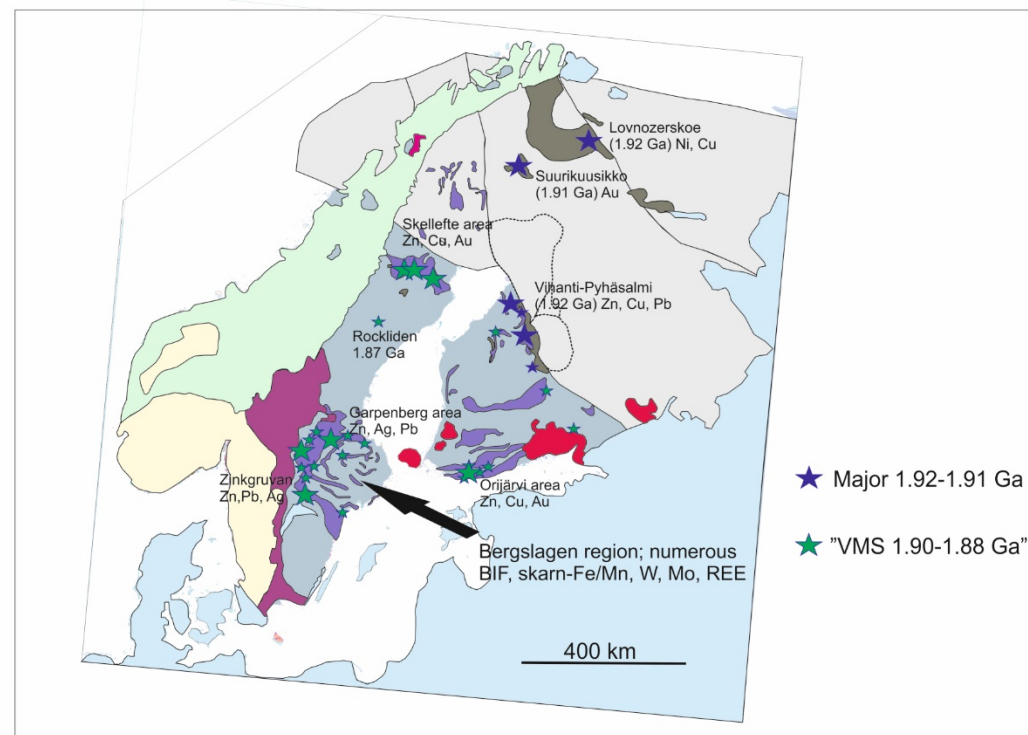 Lovnozerskoe
(1.92 Ga) Ni, Cu
Suurikuusikko
(1.91 Ga) Au
Skellefte area
Zn, Cu, Au
Vihanti-Pyhäsalmi
(1.92 Ga) Zn, Cu, Pb
Rockliden
1.87 Ga
Garpenberg area
Zn, Ag, Pb
Zinkgruvan
Zn,Pb, Ag
Orijärvi area
Zn, Cu, Au
Major 1.92-1.91 Ga
"VMS 1.90-1.88 Ga"
Bergslagen region; numerous
BIF, skarn-Fe/Mn, W, Mo, REE
400 km